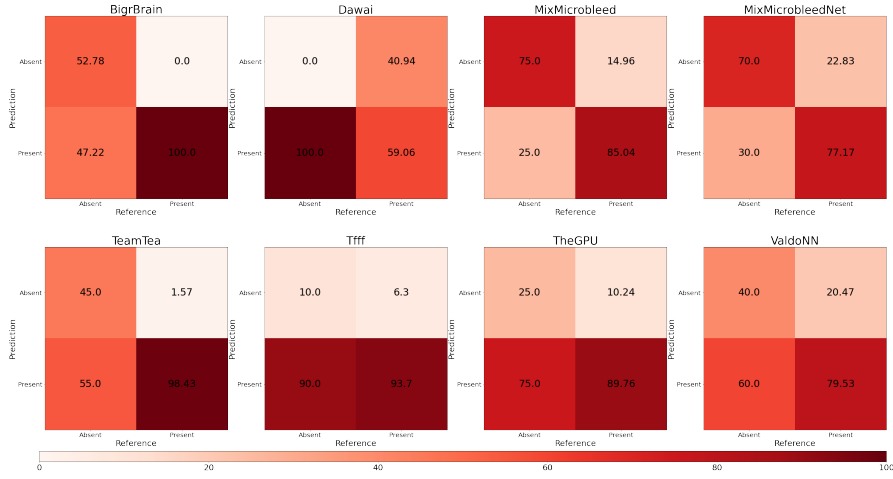 BigrBrain Dawai MixMicrobleed MixMicrobleedNet
Absent 52.78 0.0 Absent 0.0 40.94 Absent 75.0 14.96 Absent 70.0 22.83
Prediction Prediction Prediction Prediction
Present 47.22 100.0 Present 100.0 59.06 Present 25.0 85.04 Present 30.0 77.17
Absent Present Absent Present Absent Present Absent Present
Reference Reference Reference Reference
TeamTea Tfff TheGPU ValdoNN
Absent 45.0 1.57 Absent 10.0 6.3 Absent 25.0 10.24 Absent 40.0 20.47
Prediction Prediction Prediction Prediction
Present 55.0 98.43 Present 90.0 93.7 Present 75.0 89.76 Present 60.0 79.53
Absent Present Absent Present Absent Present Absent Present
Reference Reference Reference Reference
0 20 40 60 80 100